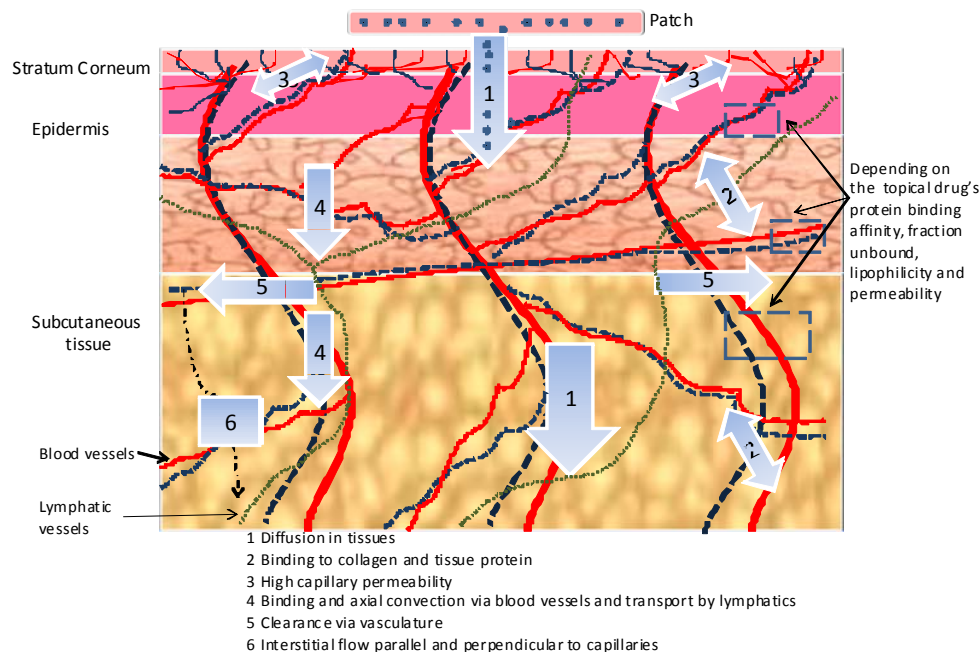 Patch
Stratum Corneum
3
3
1
Epidermis
Depending on
the topical drug's
protein binding
affinity, fraction
unbound,
lipophilicity and
permeability
4
2
5
5
Subcutaneous
tissue
4
1
6
2
Blood vessels
Lymphatic
vessels
1 Diffusion in tissues
2 Binding to collagen and tissue protein
3 High capillary permeability
4 Binding and axial convection via blood vessels and transport by lymphatics
5 Clearance via vasculature
6 Interstitial flow parallel and perpendicular to capillaries